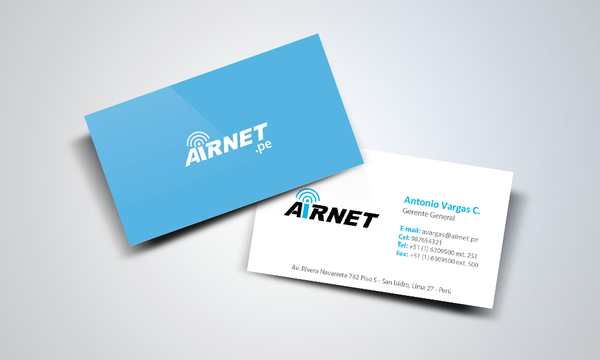 AiRNET
.pe
AiRNET
Antonio Vargas C.
Gerente General
E-mail: avargas@airnet.pe
Cel: 987654321
Tel: +51 (1) 6309500 ext. 251
Fax: +51 (1) 6309500 ext. 500
Av. Rivera Navarrete 762 Piso 5 - San Isidro, Lima 27 - Perú